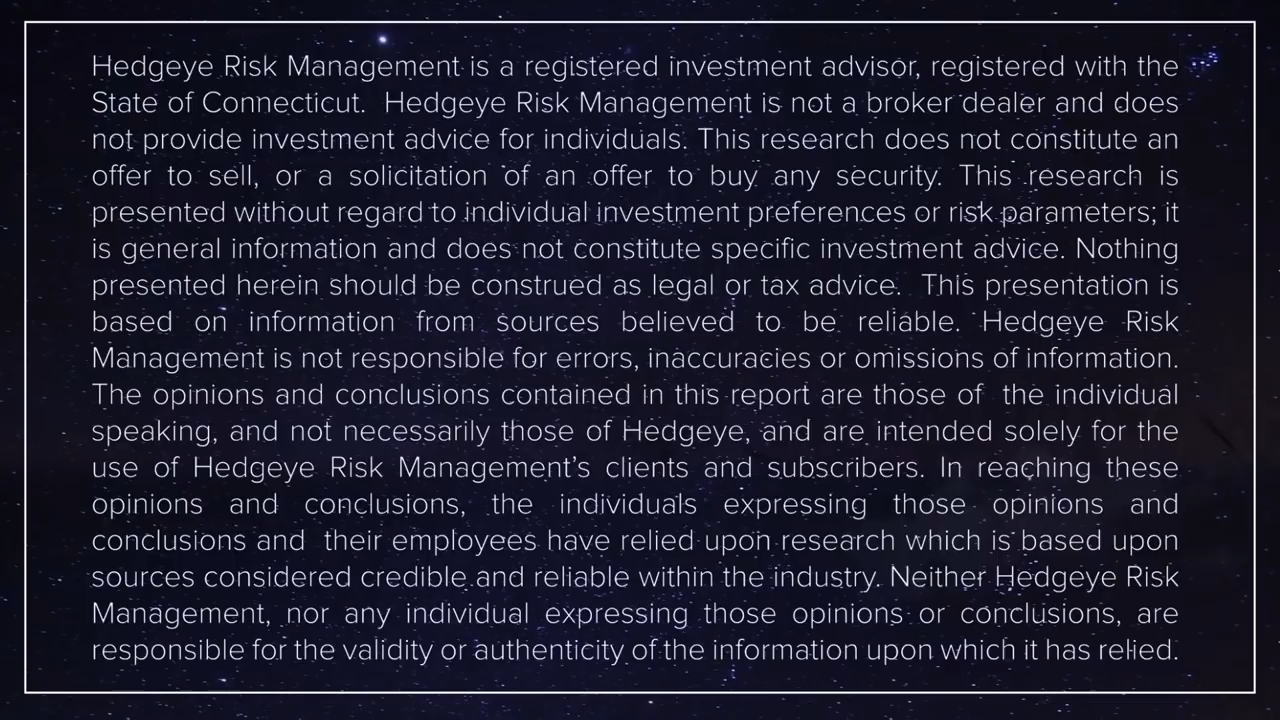 Hedgeye Risk Management is a registered investment advisor, registered with the
State of Connecticut.  Hedgeye Risk Management is not a broker dealer and does
not provide investment advice for individuals. This research does not constitute an
offer to sell, or a solicitation of an offer to buy any security. This research is
presented without regard to individual investment preferences or risk parameters; it
is general information and does not constitute specific investment advice. Nothing
presented herein should be construed as legal or tax advice.  This presentation is
based on information from sources believed to be reliable. Hedgeye Risk
Management is not responsible for errors, inaccuracies or omissions of information.
The opinions and conclusions contained in this report are those of  the individual
speaking, and not necessarily those of Hedgeye, and are intended solely for the
use of Hedgeye Risk Management’s clients and subscribers. In reaching these
opinions and conclusions, the individuals expressing those opinions and
conclusions and  their employees have relied upon research which is based upon
sources considered credible and reliable within the industry. Neither Hedgeye Risk
Management, nor any individual expressing those opinions or conclusions, are
responsible for the validity or authenticity of the information upon which it has relied.